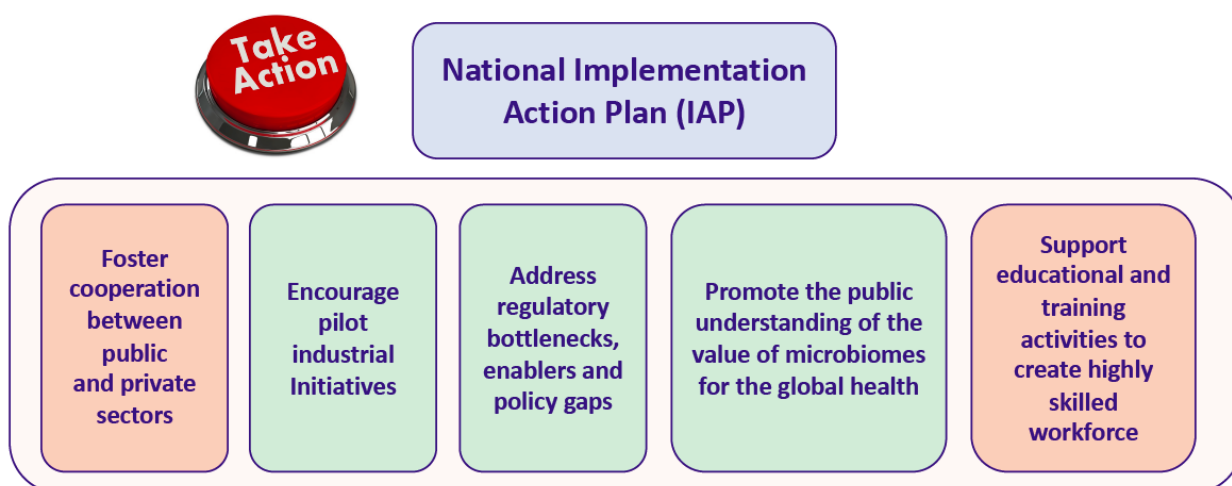 Take
Action
National Implementation
Action Plan (IAP)
Foster
cooperation
between
public
and private
sectors
Encourage
pilot
industrial
Initiatives
Address
regulatory
bottlenecks,
enablers and
policy gaps
Promote the public
understanding of the
value of microbiomes
for the global health
Support
educational and
training
activities to
create highly
skilled
workforce